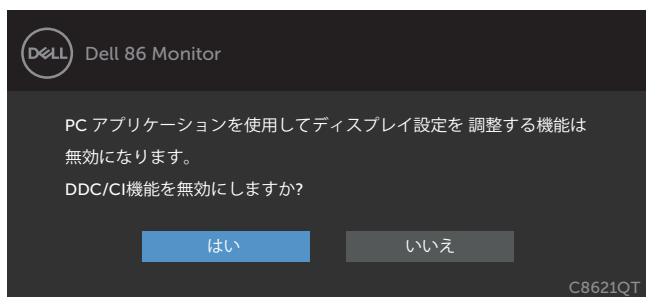 DELL Dell 86 Monitor
PC アプリケーションを使用してディスプレイ設定を 調整する機能は
無効になります。
DDC/CI機能を無効にしますか?
はい いいえ
C8621QT